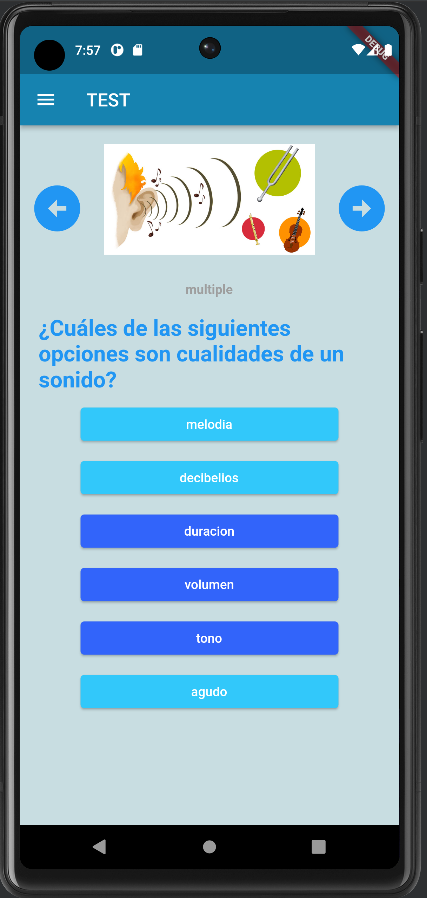 7:57
DEBUG
TEST
multiple
¿Cuáles de las siguientes
opciones son cualidades de un
sonido?
melodia
decibelios
duracion
volumen
tono
agudo